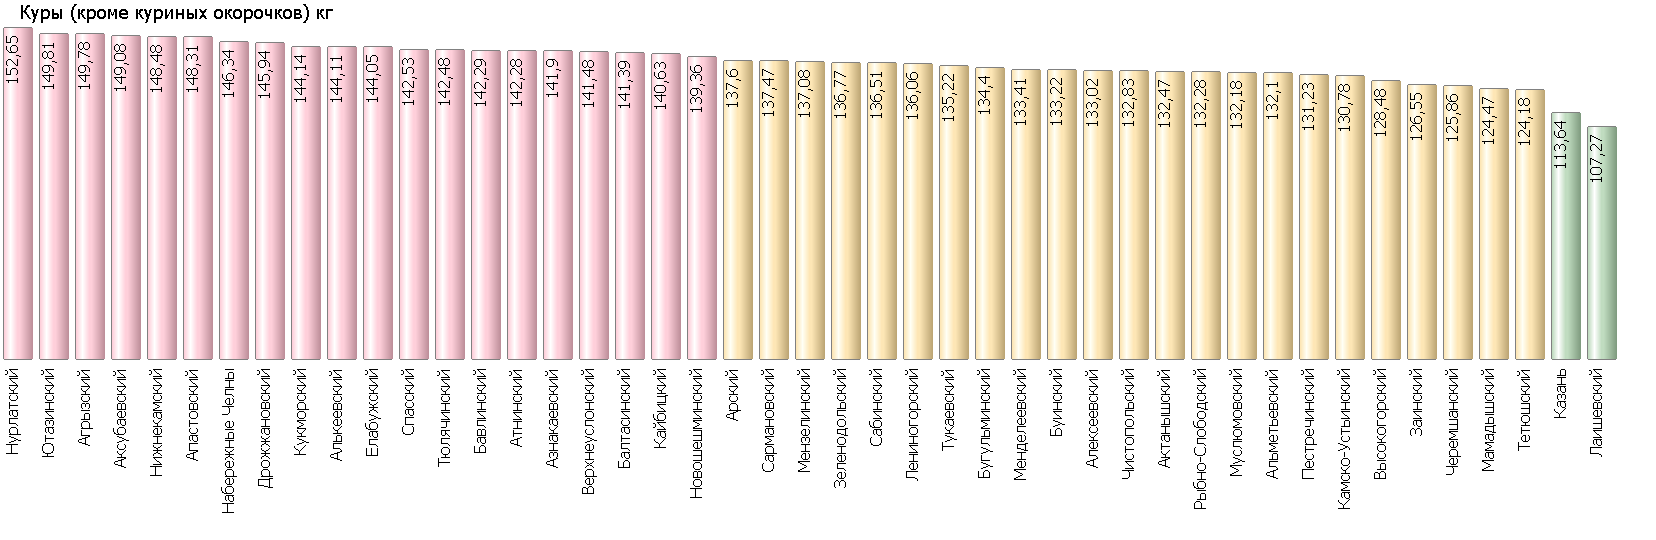 Куры (кроме куриных окорочков) кг
152,65
149,81
149,78
149,08
148,48
148,31
146,34
145,94
144,14
144,11
144,05
142,53
142,48
142,29
142,28
141,9
141,48
141,39
140,63
139,36
137,6
137,47
137,08
136,77
136,51
136,06
135,22
134,4
133,41
133,22
133,02
132,83
132,47
132,28
132,18
132,1
131,23
130,78
128,48
126,55
125,86
124,47
124,18
113,64
107,27
Нурлатский
Ютазинский
Агрызский
Аксубаевский
Нижнекамский
Апастовский
Набережные Челны
Дрожжановский
Кукморский
Алькеевский
Елабужский
Спасский
Тюлячинский
Бавлинский
Атнинский
Азнакаевский
Верхнеуслонский
Балтасинский
Кайбицкий
Новошешминский
Арский
Сармановский
Мензелинский
Зеленодольский
Сабинский
Лениногорский
Тукаевский
Бугульминский
Менделеевский
Буинский
Алексеевский
Чистопольский
Актанышский
Рыбно-Слободский
Муслюмовский
Альметьевский
Пестречинский
Камско-Устьинский
Высокогорский
Заинский
Черемшанский
Мамадышский
Тетюшский
Казань
Лаишевский